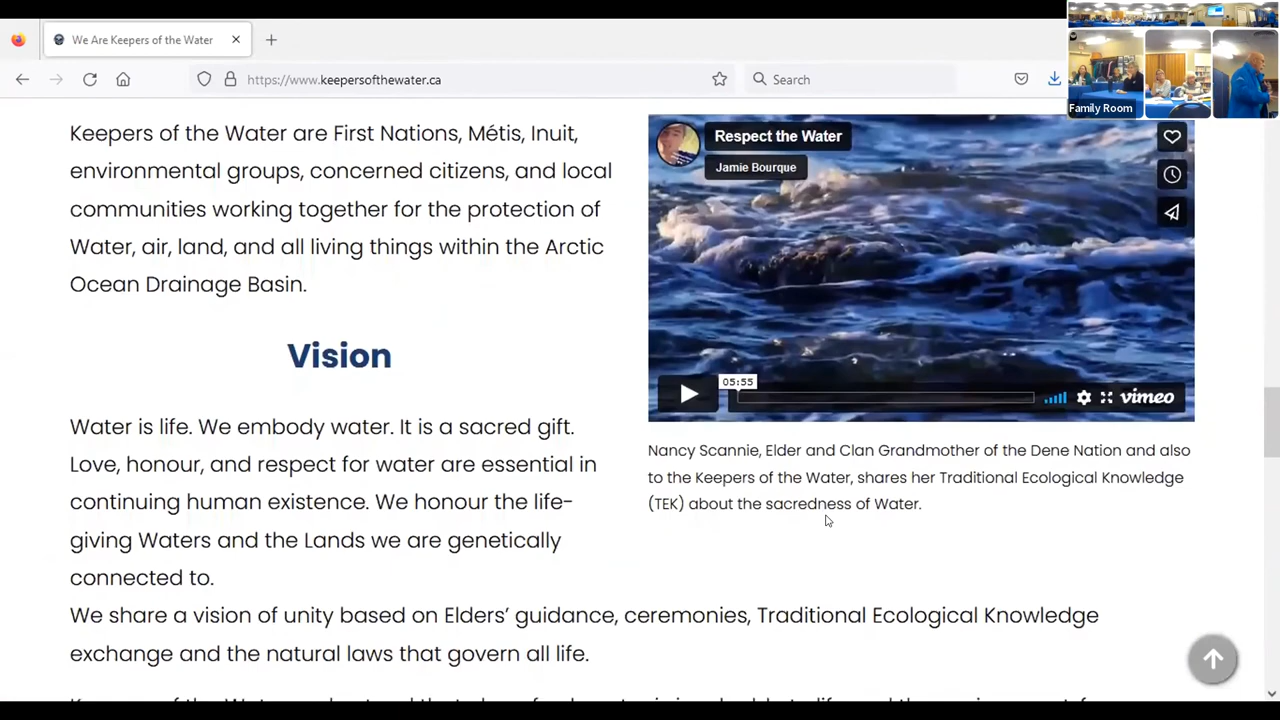 We Are Keepers of the Water
https://www.keepersofthewater.ca
Search
Family Room
Keepers of the Water are First Nations, Métis, Inuit,
environmental groups, concerned citizens, and local
communities working together for the protection of
Water, air, land, and all living things within the Arctic
Ocean Drainage Basin.
Vision
Water is life. We embody water. It is a sacred gift.
Love, honour, and respect for water are essential in
continuing human existence. We honour the life-
giving Waters and the Lands we are genetically
connected to.
Respect the Water
Jamie Bourque
05:55
vimeo
Nancy Scannie, Elder and Clan Grandmother of the Dene Nation and also
to the Keepers of the Water, shares her Traditional Ecological Knowledge
(TEK) about the sacredness of Water.
We share a vision of unity based on Elders’ guidance, ceremonies, Traditional Ecological Knowledge
exchange and the natural laws that govern all life.